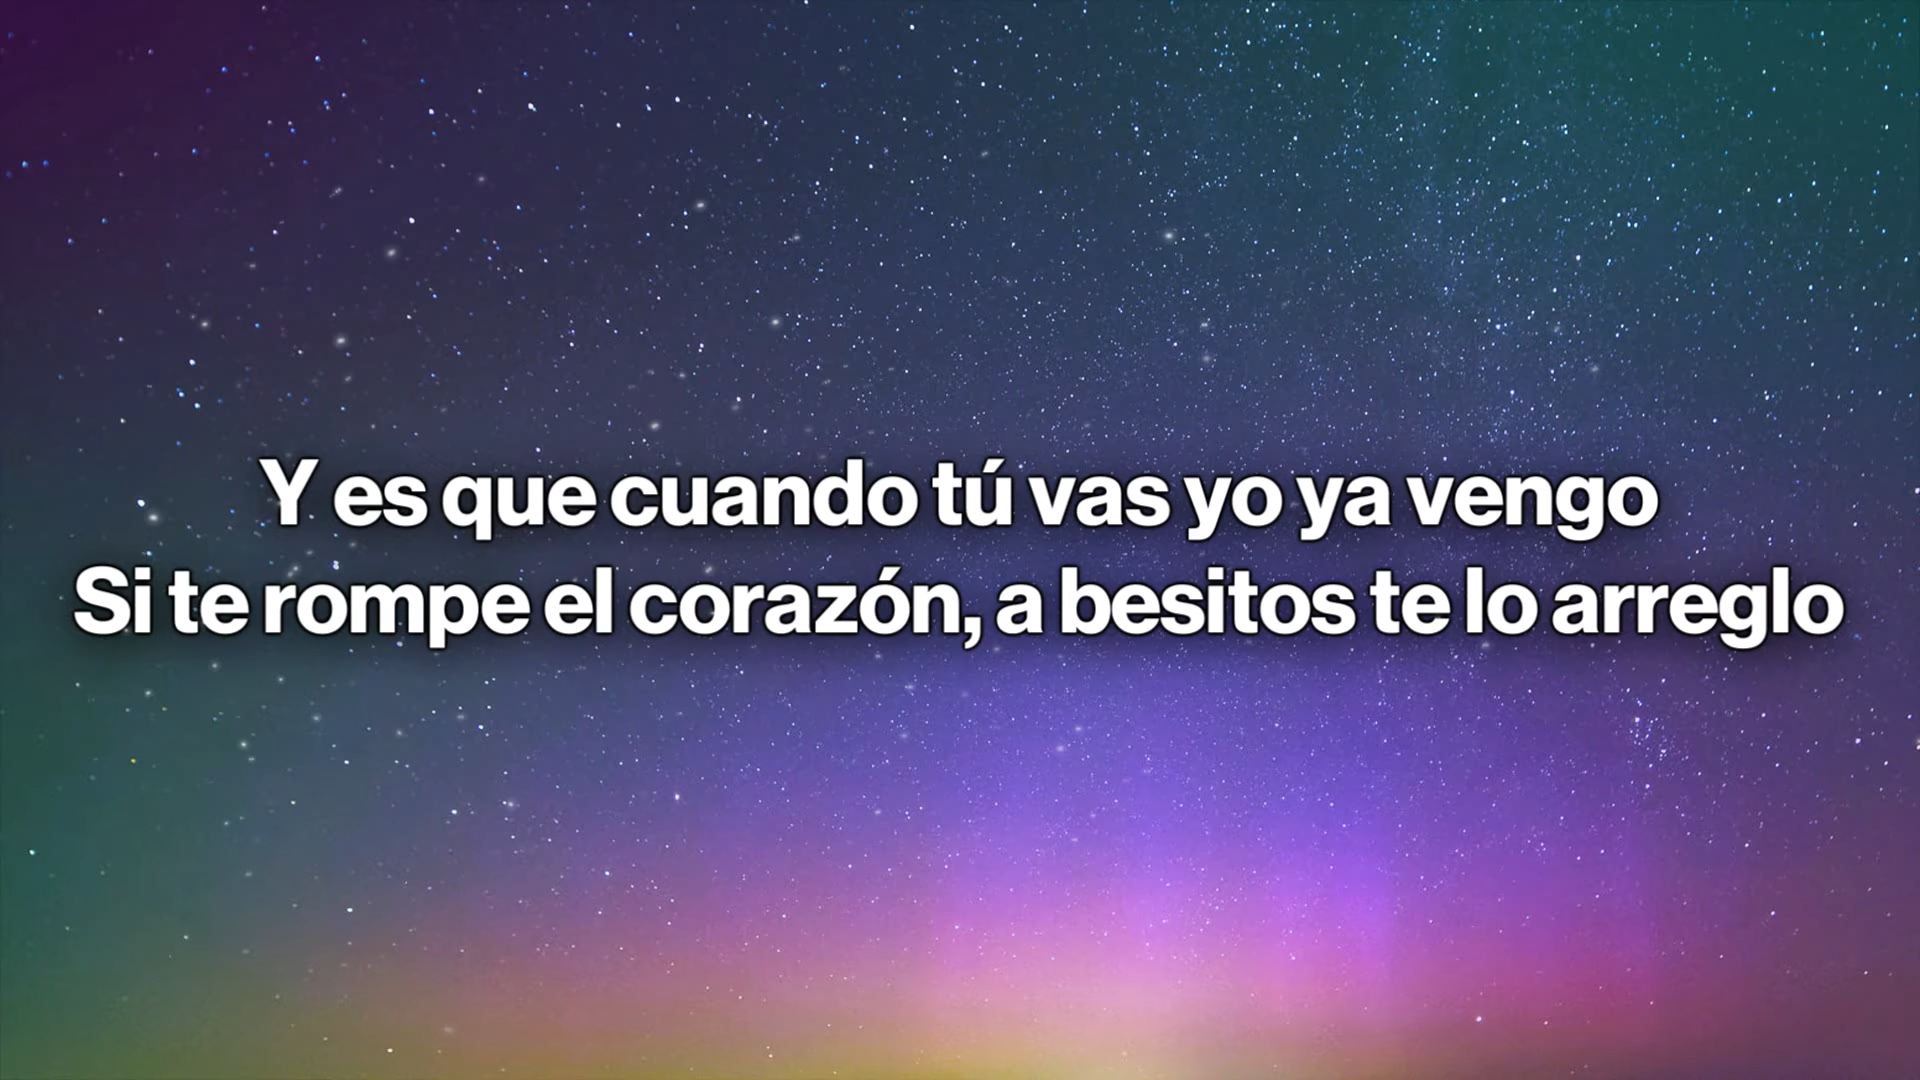 Y es que cuando tú vas yo ya vengo
Si te rompe el corazón, a besitos te lo arreglo